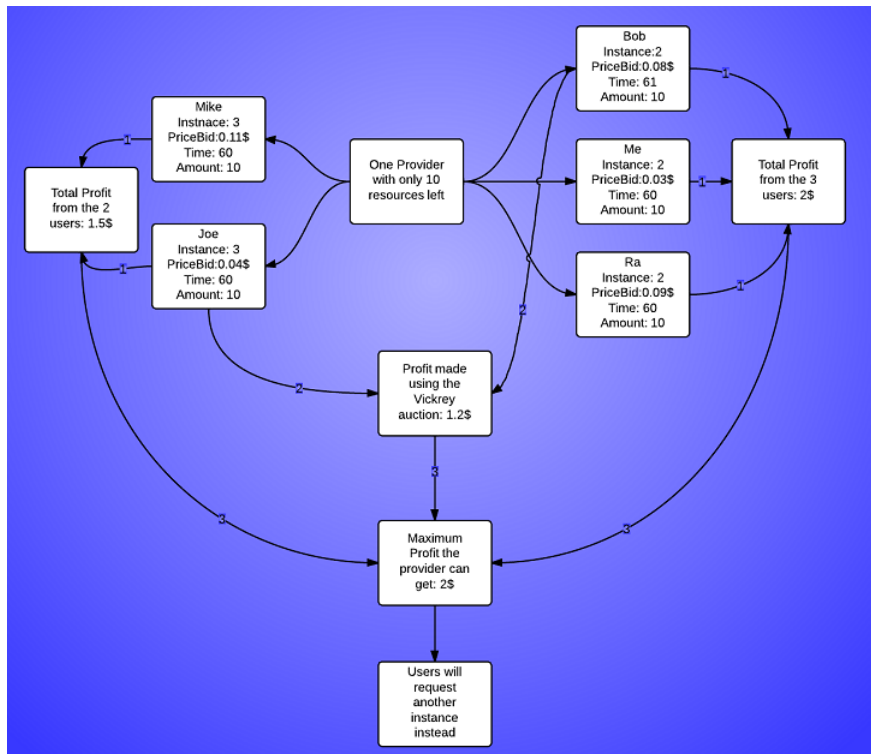 Bob
Instance:2
PriceBid:0.08$
Time: 61
Amount: 10
Mike
Instnace: 3
PriceBid:0.11$
Time: 60
Amount: 10
One Provider
with only 10
resources left
Me
Instance: 2
PriceBid:0.03$
Time: 60
Amount: 10
Total Profit
from the 3
users: 2$
Total Profit
from the 2
users: 1.5$
Joe
Instance: 3
PriceBid:0.04$
Time: 60
Amount: 10
Ra
Instance: 2
PriceBid:0.09$
Time: 60
Amount: 10
1
1
1
1
1
2
2
Profit made
using the
Vickrey
auction: 1.2$
3
3
3
Maximum
Profit the
provider can
get: 2$
Users will
request
another
instance
instead